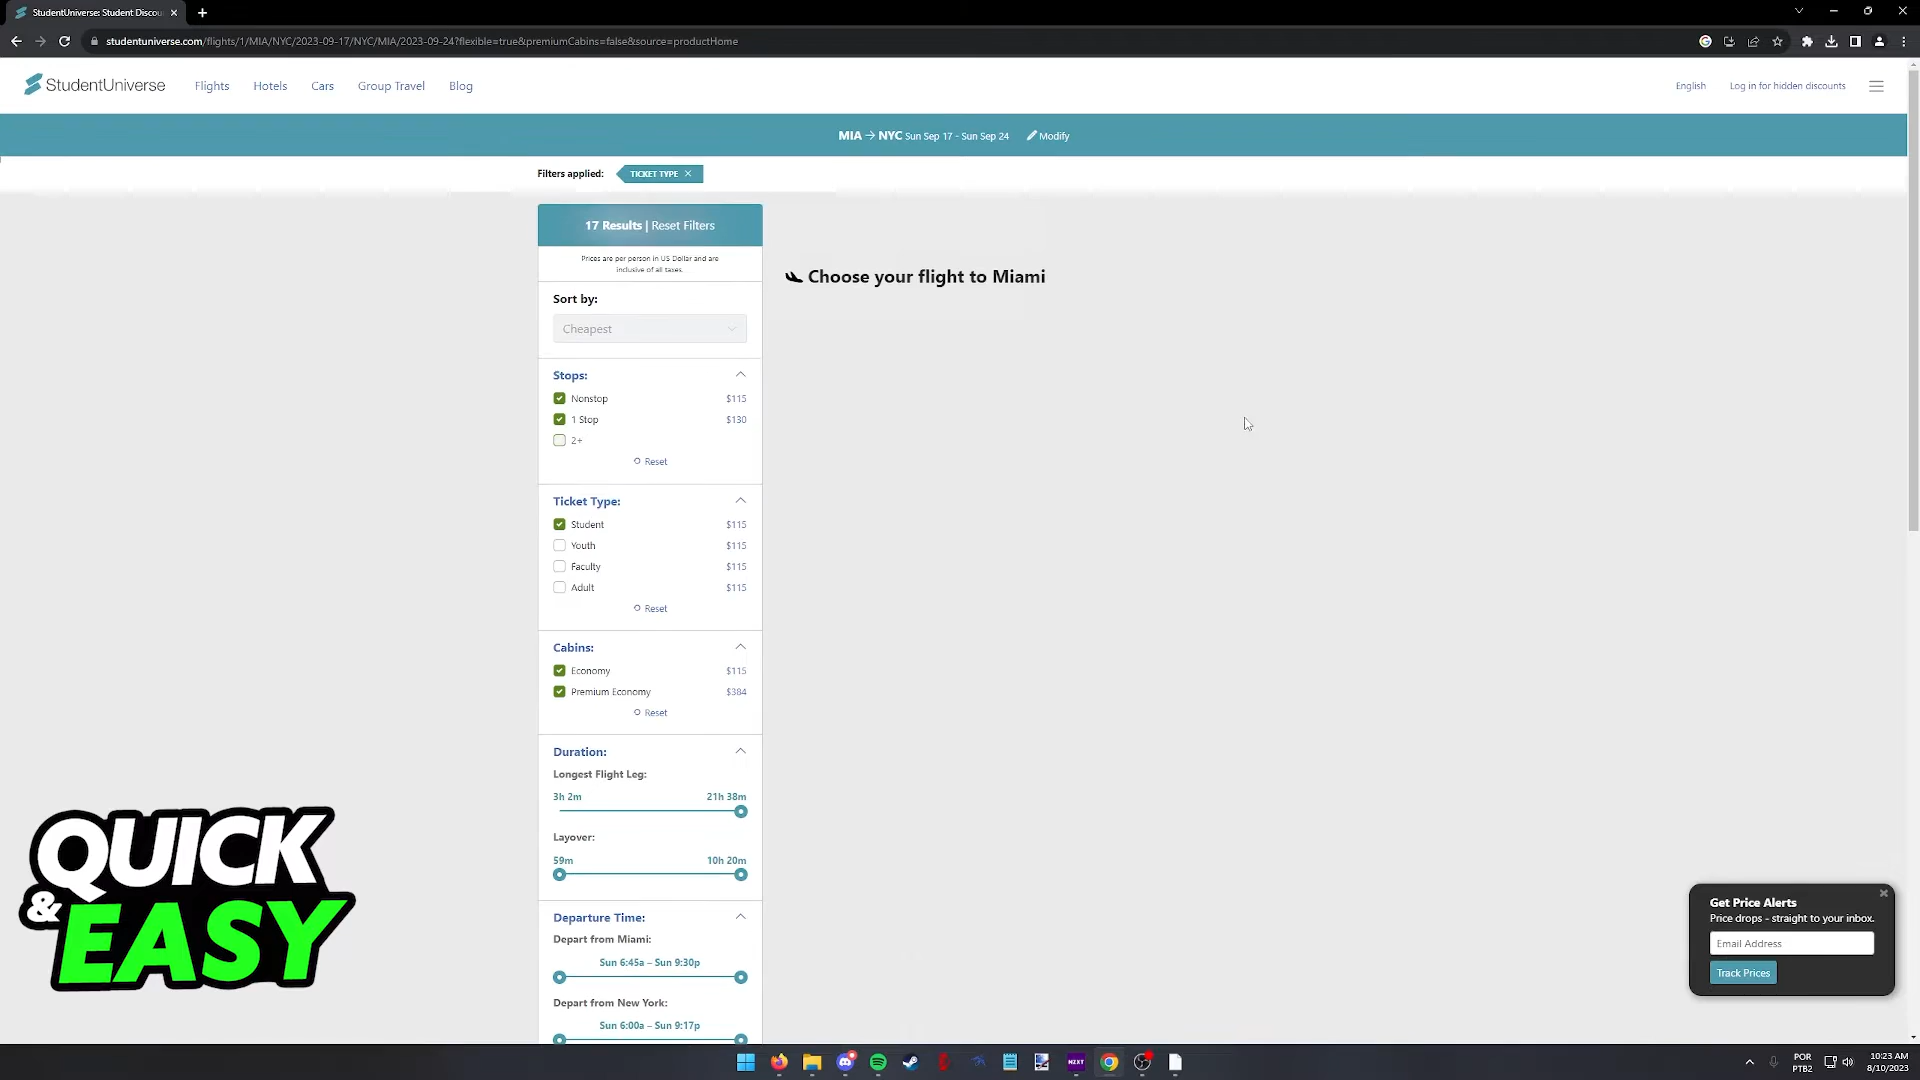 StudentUniverse: Student Discou
studentuniverse.com/flights/1/MIA/NYC/2023-09-17/NYC/MIA/2023-09-24?flexible=true&premiumCabins=false&source=productHome
StudentUniverse
Flights
Hotels
Cars
Group Travel
Blog
English
Log in for hidden discounts
MIA → NYC Sun Sep 17 - Sun Sep 24
Modify
Filters applied:
TICKET TYPE ×
17 Results | Reset Filters
Prices are per person in US Dollar and are
inclusive of all taxes.
Choose your flight to Miami
Sort by:
Cheapest
Stops:
Nonstop $115
1 Stop $130
2+
Reset
Ticket Type:
Student $115
Youth $115
Faculty $115
Adult $115
Reset
Cabins:
Economy $115
Premium Economy $384
Reset
Duration:
Longest Flight Leg:
3h 2m 21h 38m
Layover:
59m 10h 20m
Departure Time:
Depart from Miami:
Sun 6:45a – Sun 9:30p
Depart from New York:
Sun 6:00a – Sun 9:17p
QUICK
& EASY
Get Price Alerts
Price drops - straight to your inbox.
Email Address
Track Prices
NZXT
POR
PTB2
10:23 AM
8/10/2023